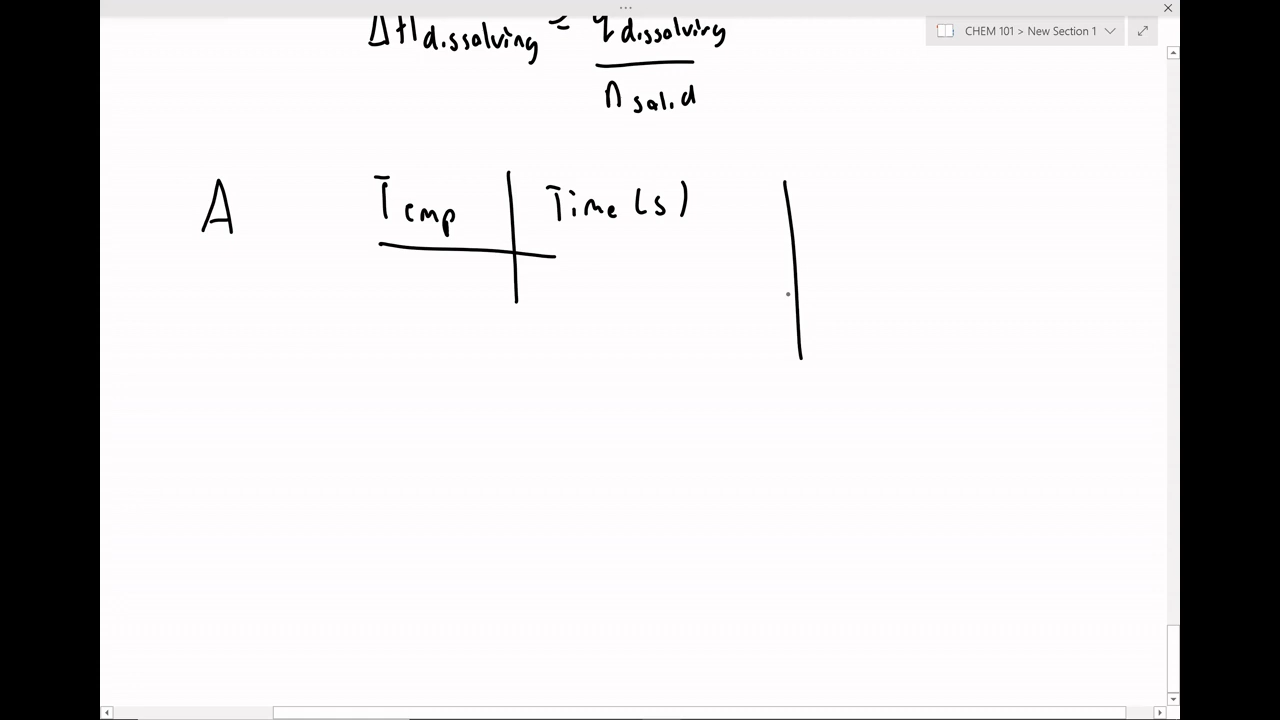 CHEM 101 > New Section 1
ΔH dissolving = q dissolving
n solid
A Temp Time (s)